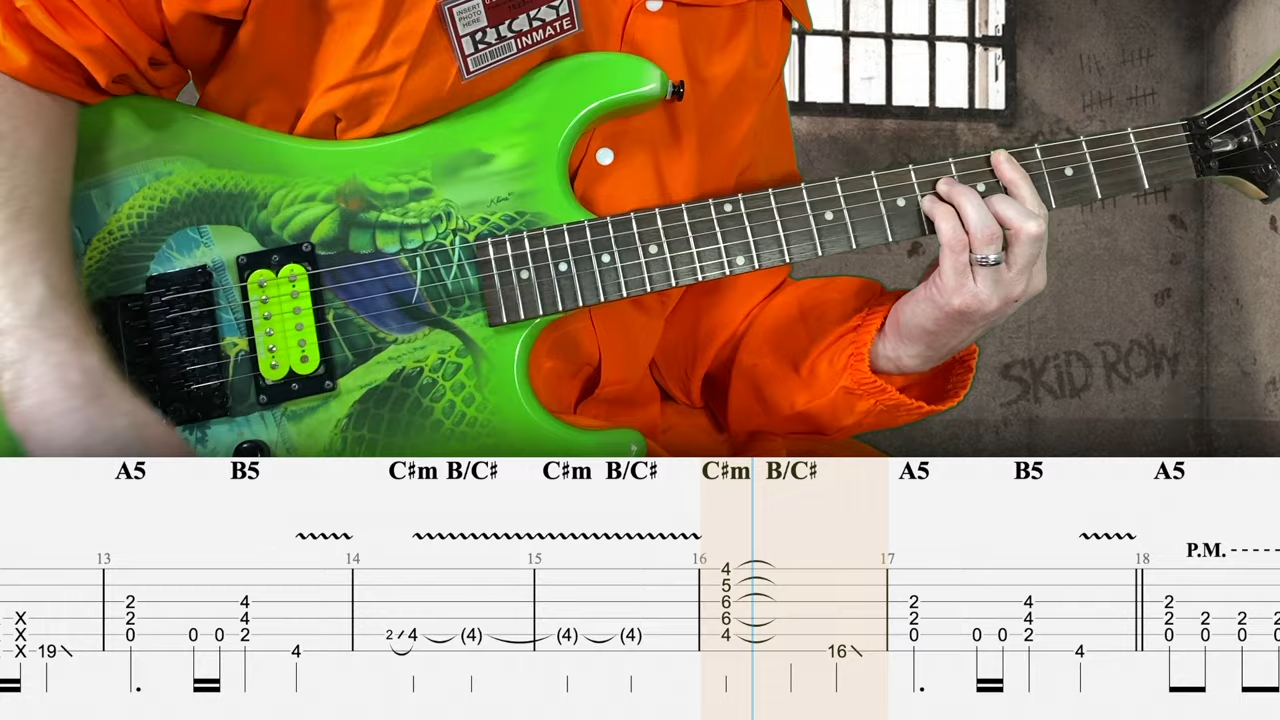 INSERT
PHOTO
HERE
RICKY
INMATE
Kline
SKID ROW
A5 B5 C♯m B/C♯ C♯m B/C♯ C♯m B/C♯ A5 B5 A5
13 14 15 16 17 18
P.M.
4
5
2 4 6 2 4 2
X 2 4 6 2 4 2 2 2 2
X 0 0 0 2 2 4 (4) (4) (4) 4 0 0 0 2 0 0 0 0
X 19 4 16 4